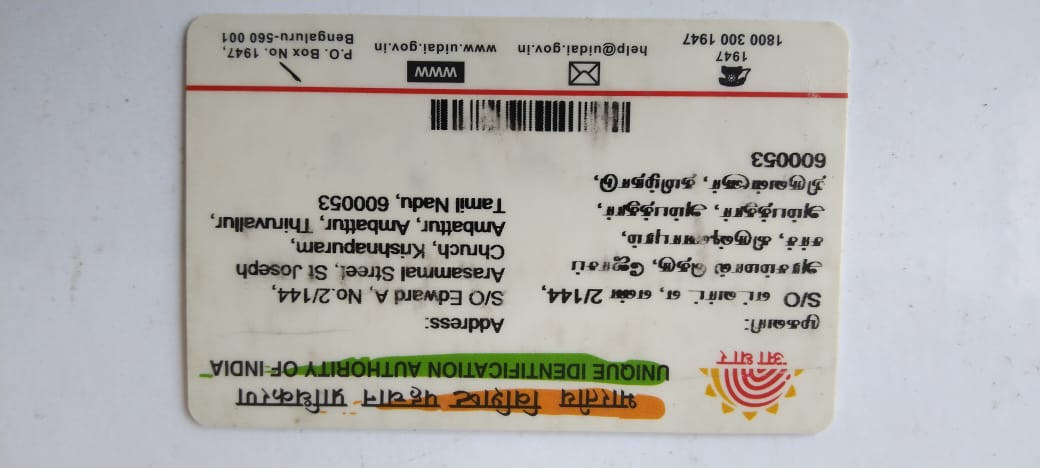 भारतीय विशिष्ट पहचान प्राधिकरण
UNIQUE IDENTIFICATION AUTHORITY OF INDIA
आधार
முகவரி:
S/O எட்வர்ட் எ, எண் 2/144,
அரசம்மாள் தெரு, ஜோசப்
சர்ச், கிருஷ்ணாபுரம்,
அம்பத்தூர், அம்பத்தூர்,
திருவள்ளூர், தமிழ்நாடு,
600053
Address:
S/O Edward A, No.2/144,
Arasammal Street, St Joseph
Chruch, Krishnapuram,
Ambattur, Ambattur, Thiruvallur,
Tamil Nadu, 600053
1947
1800 300 1947
help@uidai.gov.in
WWW
www.uidai.gov.in
P.O. Box No. 1947,
Bengaluru-560 001